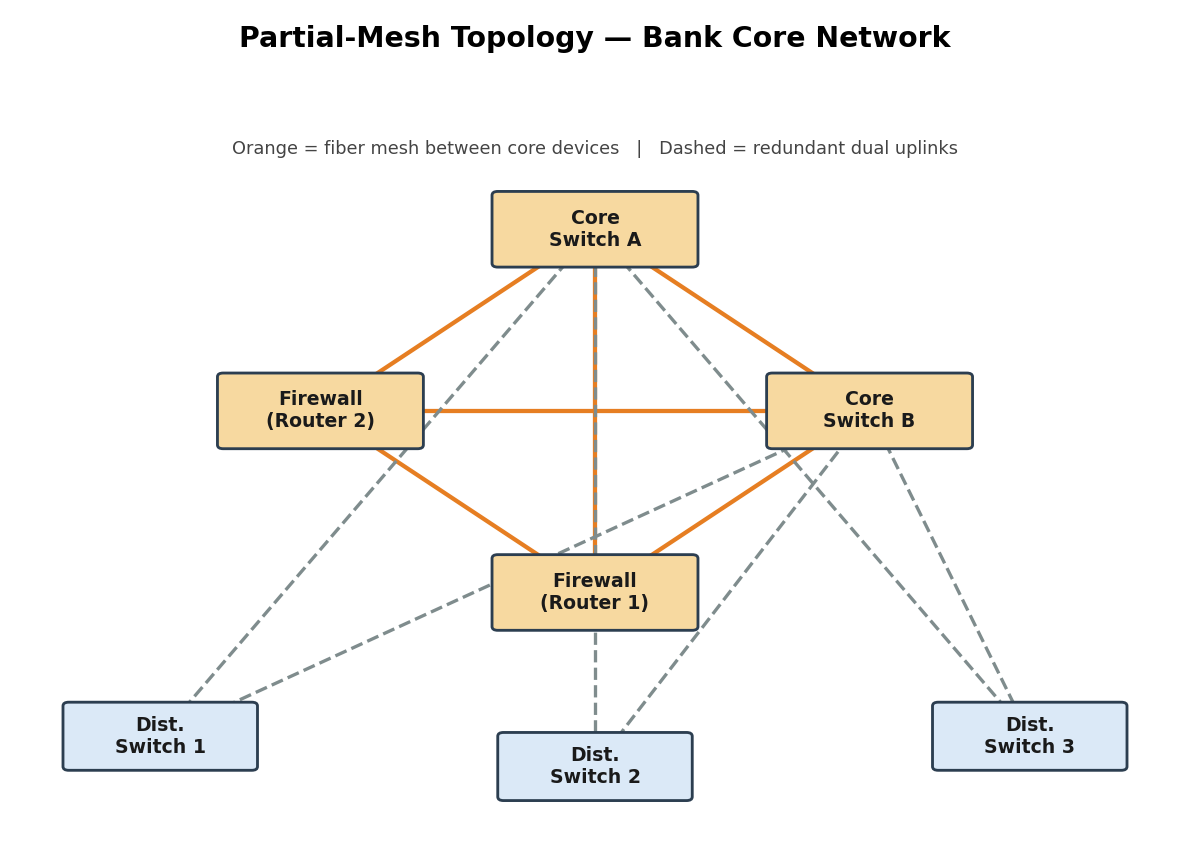 Partial-Mesh Topology — Bank Core Network
Orange = fiber mesh between core devices   |   Dashed = redundant dual uplinks
Core
Switch A
Firewall
(Router 2)
Core
Switch B
Firewall
(Router 1)
Dist.
Switch 1
Dist.
Switch 2
Dist.
Switch 3